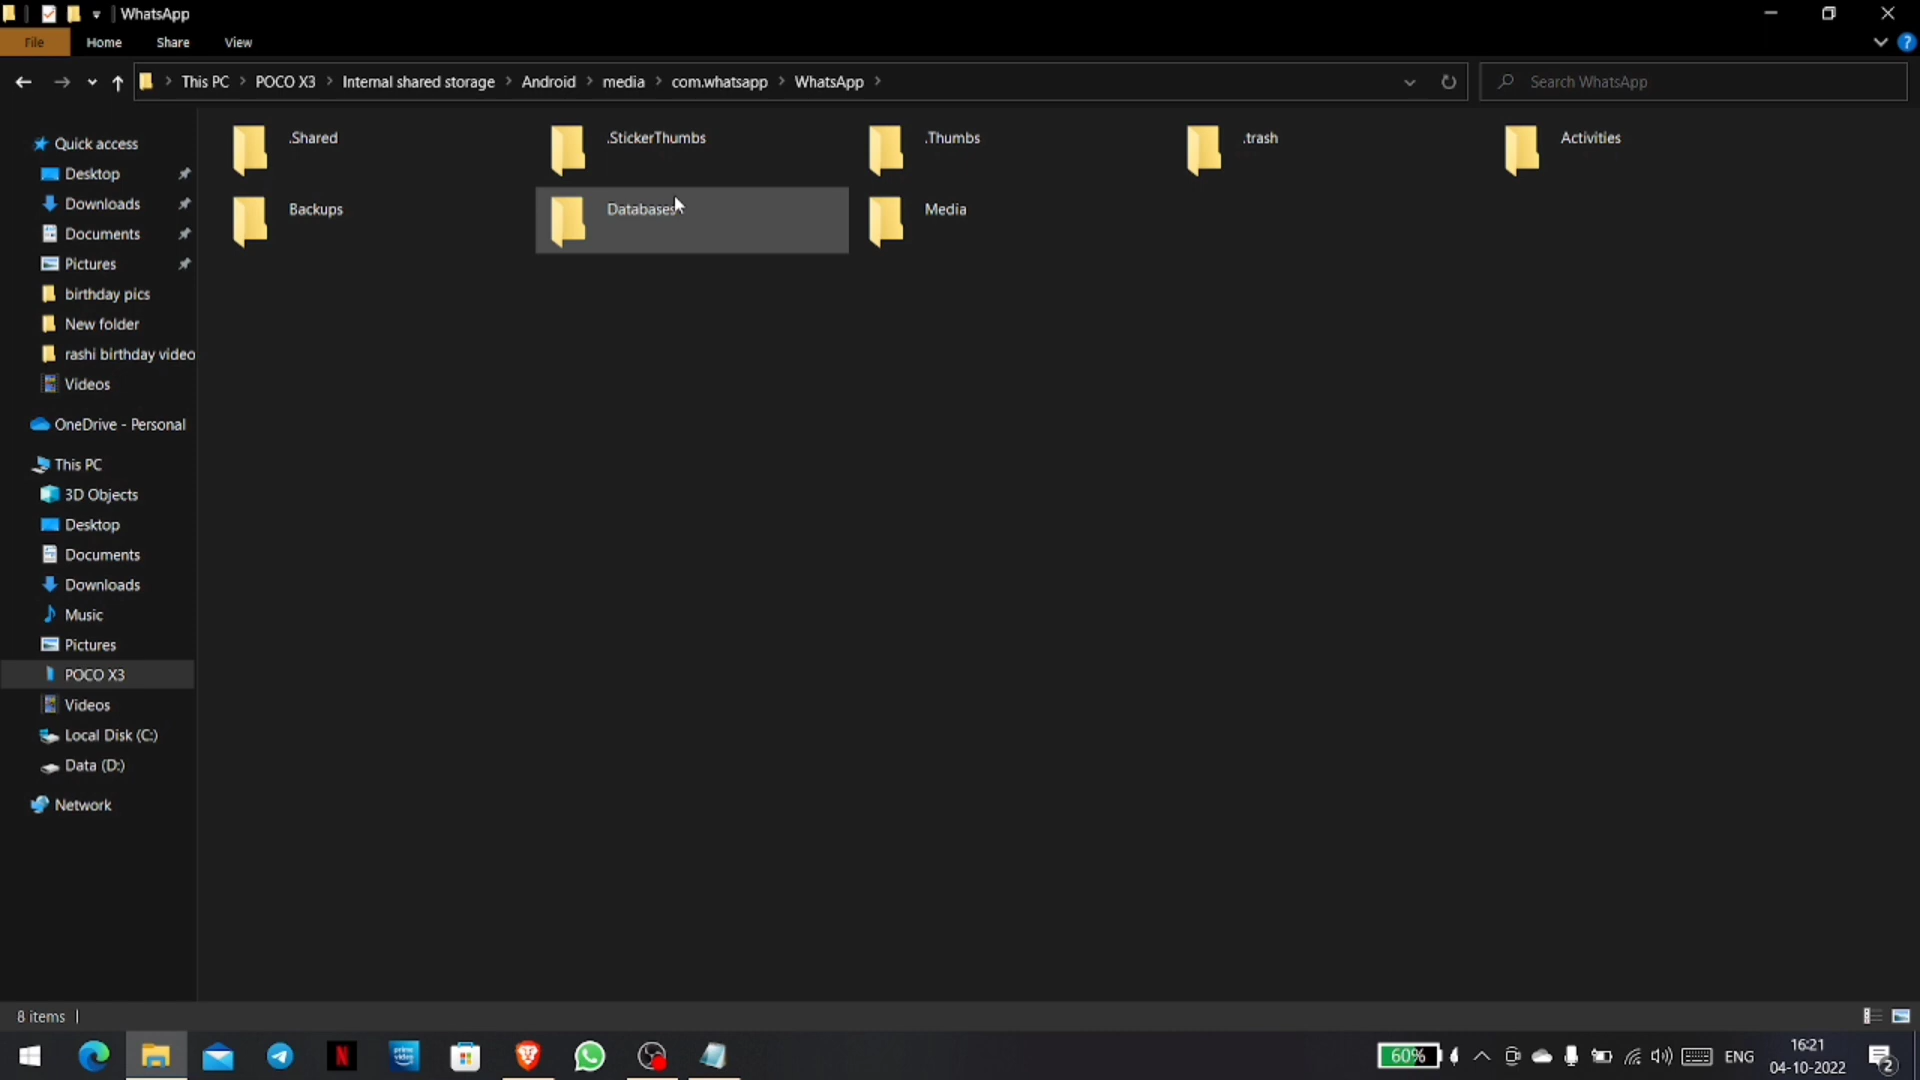 WhatsApp
File Home Share View
This PC > POCO X3 > Internal shared storage > Android > media > com.whatsapp > WhatsApp >
Search WhatsApp
.Shared
.StickerThumbs
.Thumbs
.trash
Activities
Backups
Databases
Media
Quick access
Desktop
Downloads
Documents
Pictures
birthday pics
New folder
rashi birthday video
Videos
OneDrive - Personal
This PC
3D Objects
Desktop
Documents
Downloads
Music
Pictures
POCO X3
Videos
Local Disk (C:)
Data (D:)
Network
8 items
N
prime video
60%
ENG
16:21
04-10-2022
2